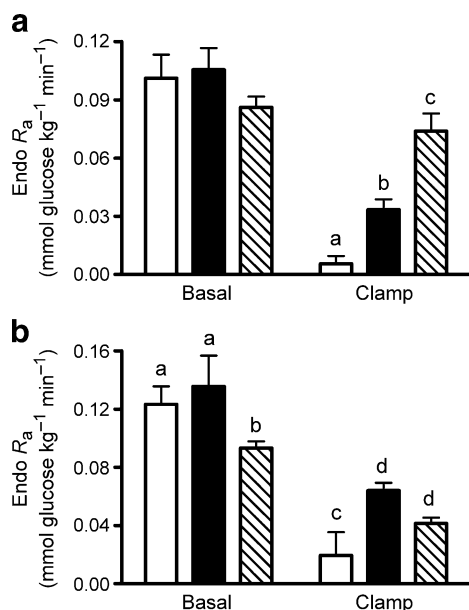 a
0.12
0.09
0.06
0.03
0.00
Endo Ra
(mmol glucose kg⁻¹ min⁻¹)
a
b
c
Basal
Clamp
b
0.16
0.12
0.08
0.04
0.00
Endo Ra
(mmol glucose kg⁻¹ min⁻¹)
a
a
b
c
d
d
Basal
Clamp